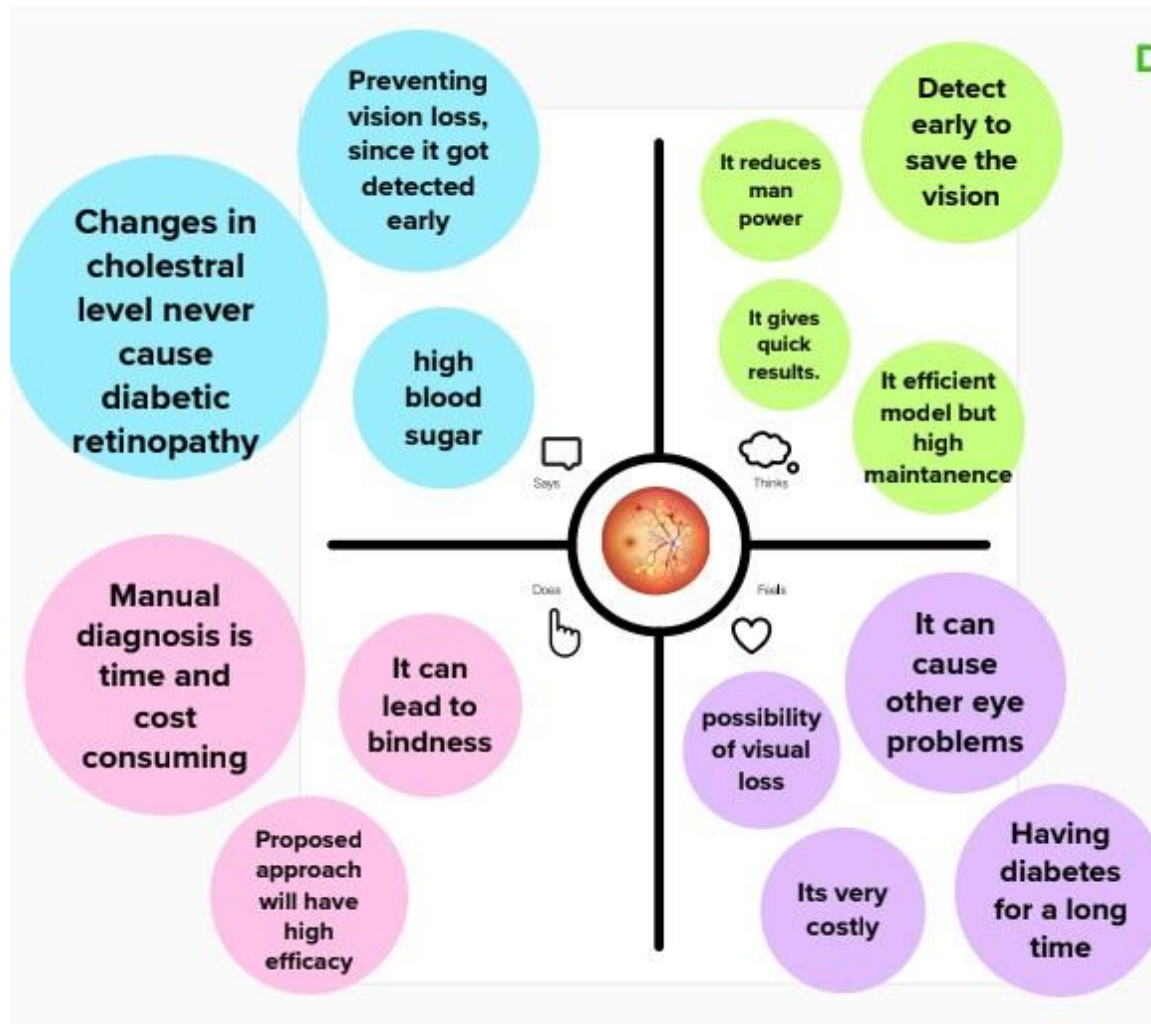 Preventing
vision loss,
since it got
detected
early
Changes in
cholestral
level never
cause
diabetic
retinopathy
high
blood
sugar
Says
D
Detect
early to
save the
vision
It reduces
man
power
It gives
quick
results.
It efficient
model but
high
maintanence
Thinks
Does
Manual
diagnosis is
time and
cost
consuming
It can
lead to
bindness
Proposed
approach
will have
high
efficacy
Feels
It can
cause
other eye
problems
possibility
of visual
loss
Its very
costly
Having
diabetes
for a long
time